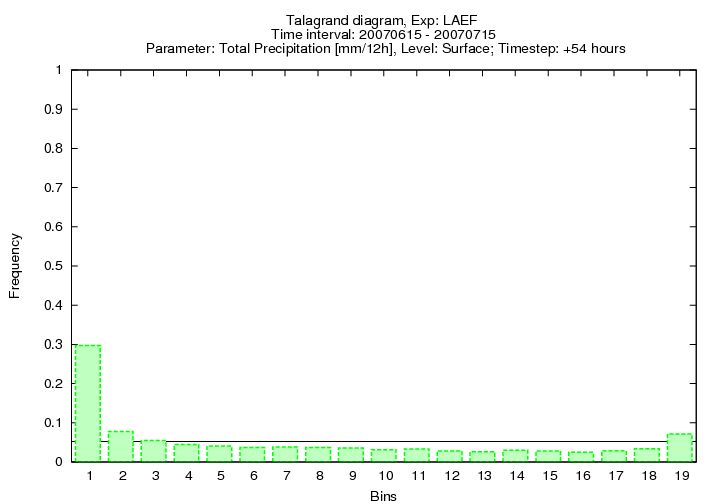 Talagrand diagram, Exp: LAEF
Time interval: 20070615 - 20070715
Parameter: Total Precipitation [mm/12h], Level: Surface; Timestep: +54 hours
1
0.9
0.8
0.7
0.6
0.5
0.4
0.3
0.2
0.1
0
Frequency
1 2 3 4 5 6 7 8 9 10 11 12 13 14 15 16 17 18 19
Bins